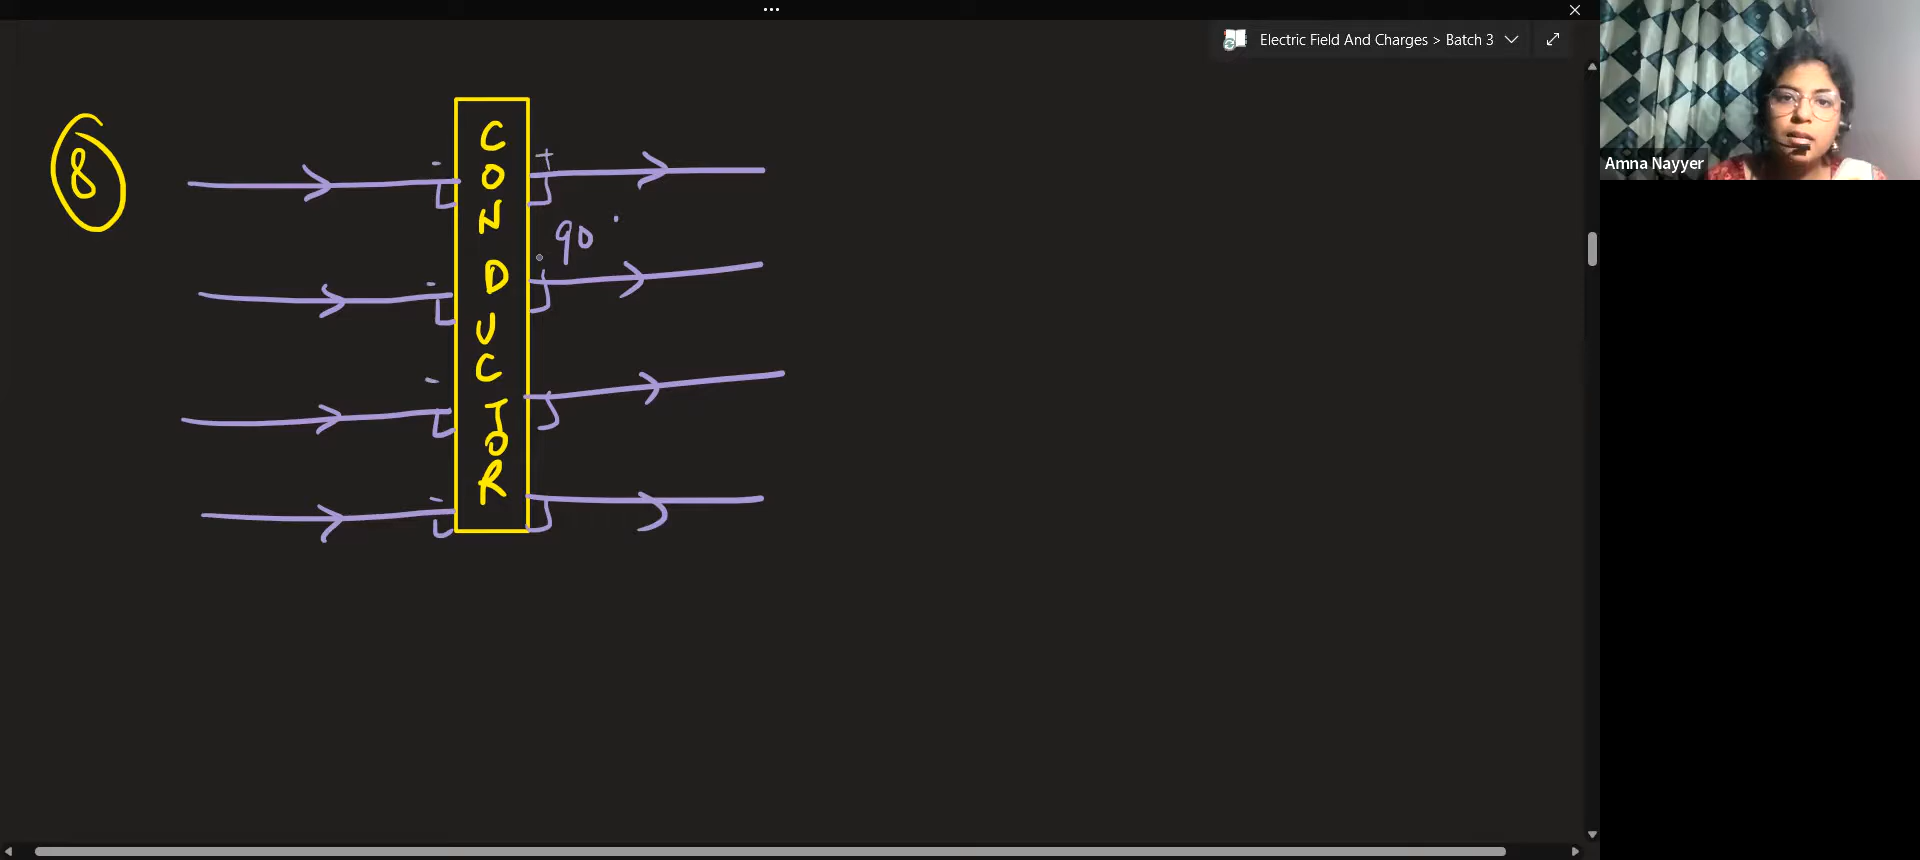 Electric Field And Charges > Batch 3
Amna Nayyer
8
CONDUCTOR
- +
90°
-
-
-